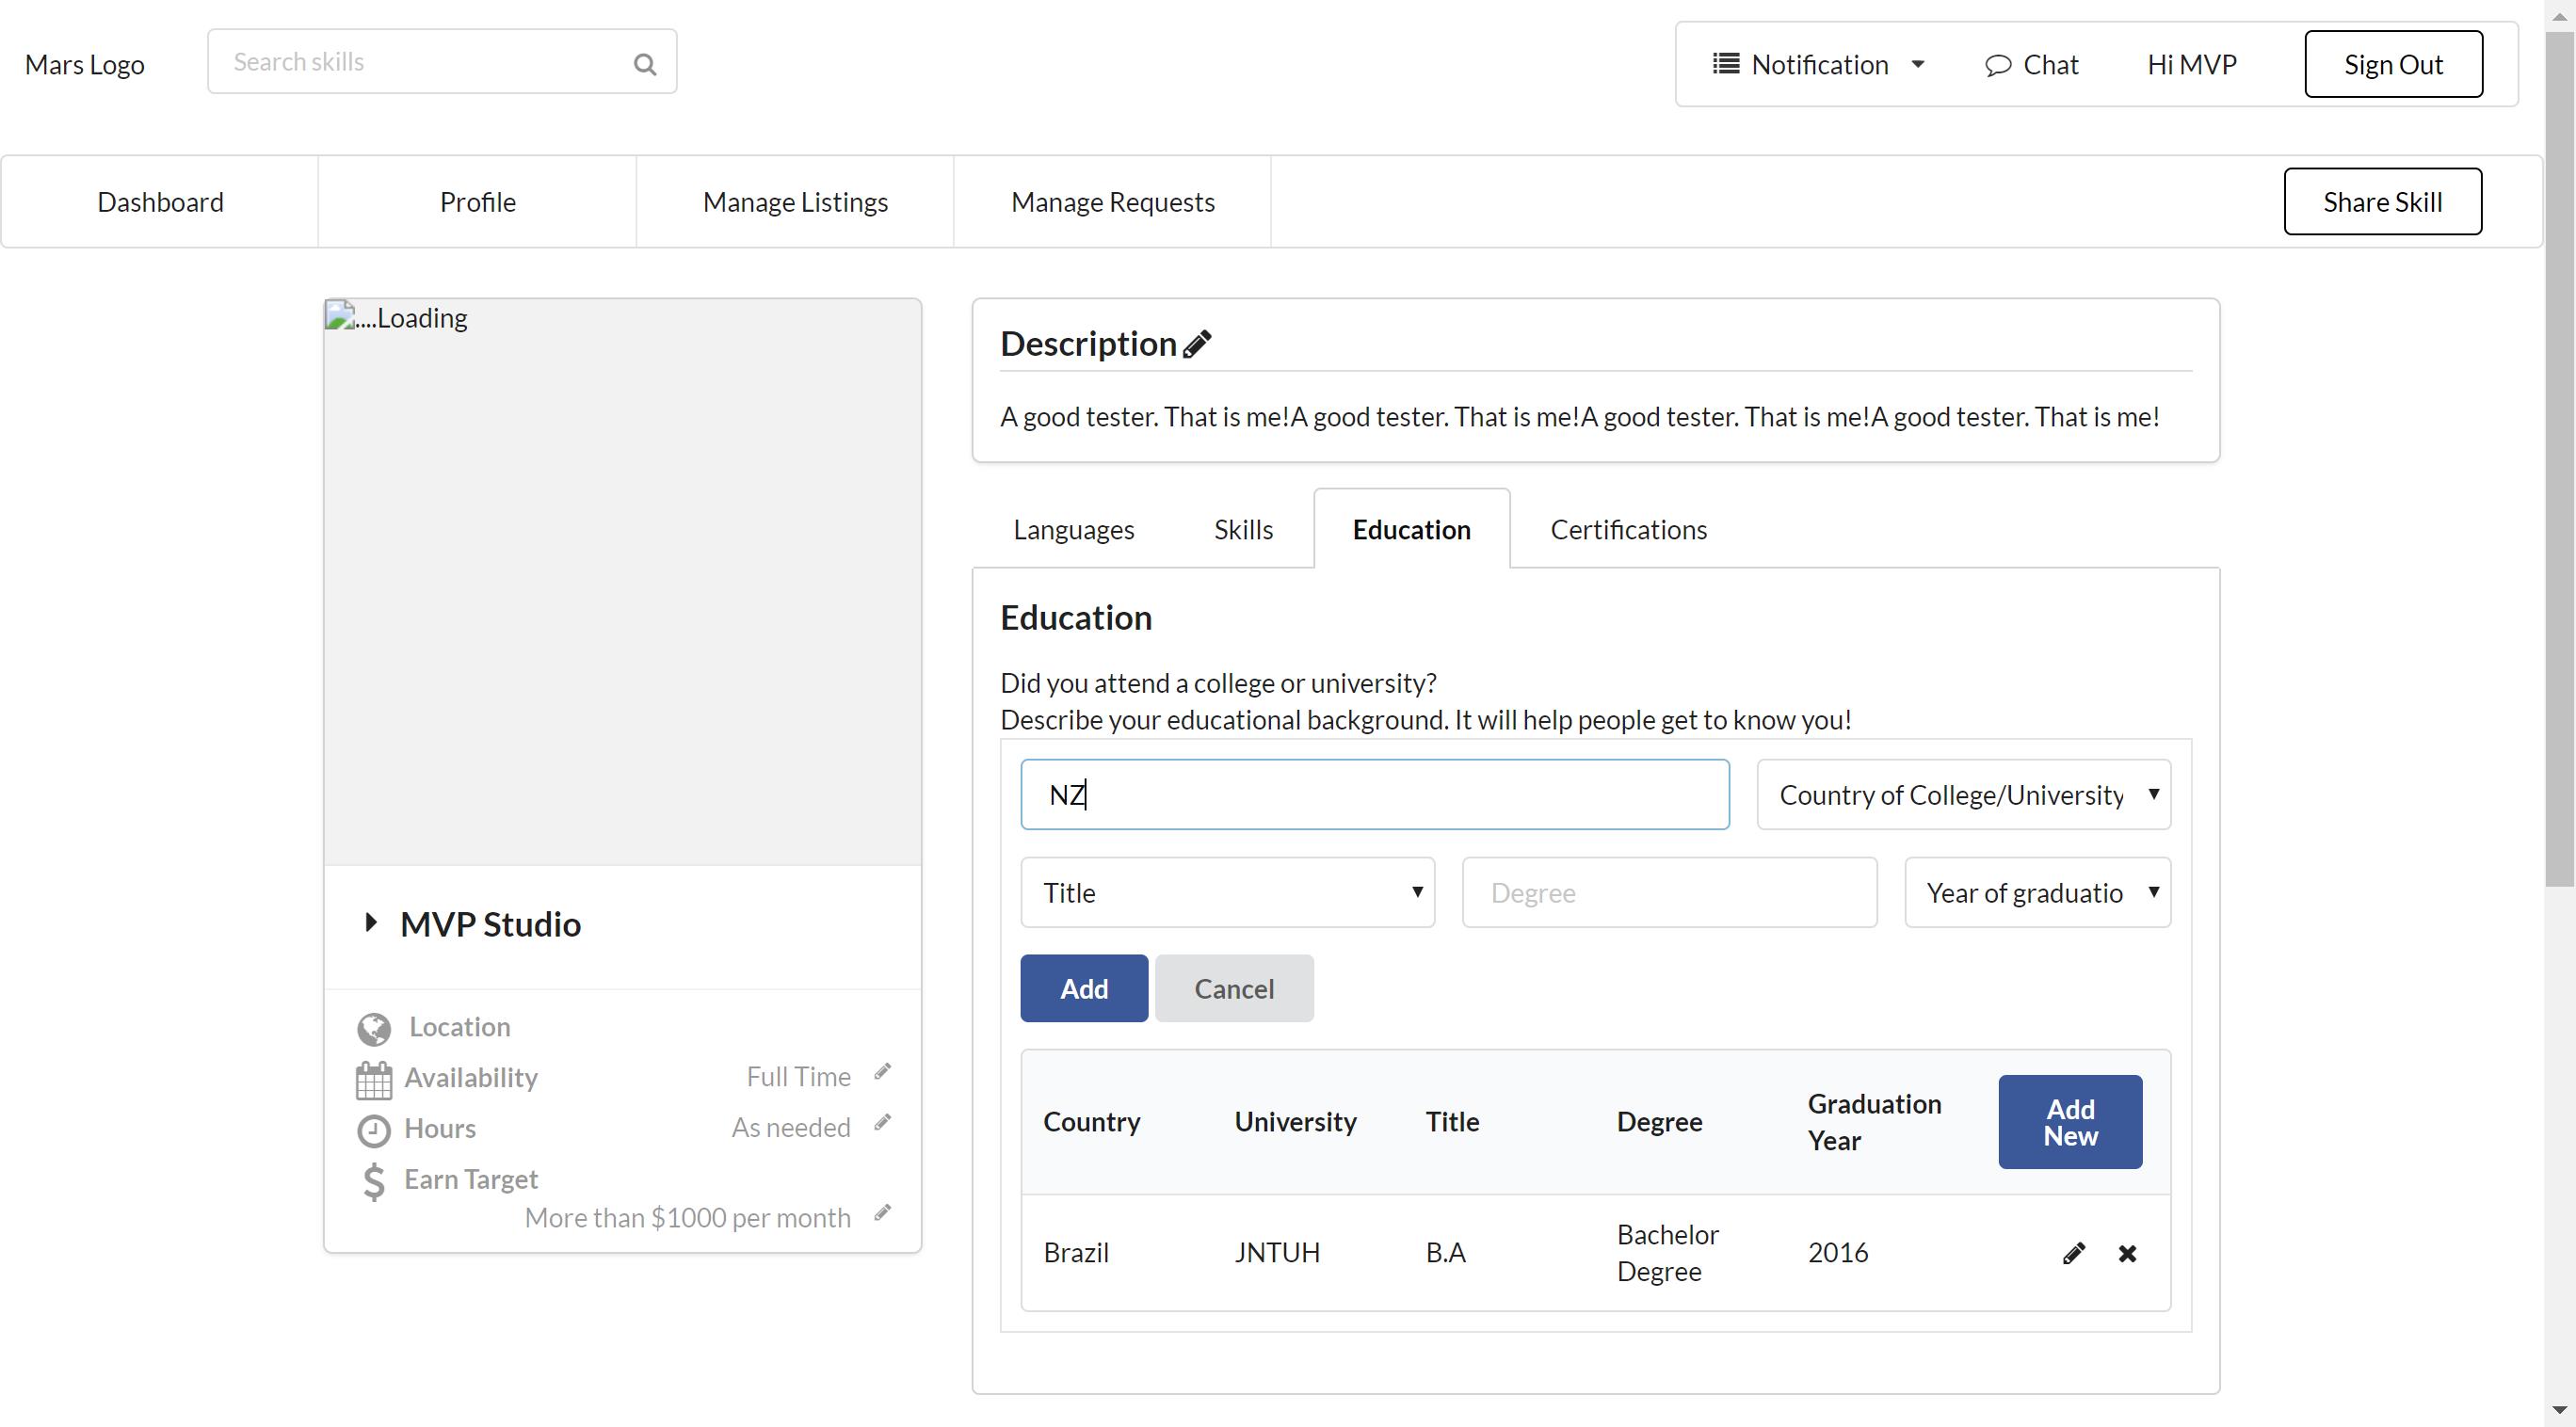 Mars Logo
Search skills
Notification
Chat
Hi MVP
Sign Out
Dashboard
Profile
Manage Listings
Manage Requests
Share Skill
....Loading
MVP Studio
Location
Availability
Full Time
Hours
As needed
Earn Target
More than $1000 per month
Description
A good tester. That is me!A good tester. That is me!A good tester. That is me!A good tester. That is me!
Languages
Skills
Education
Certifications
Education
Did you attend a college or university?
Describe your educational background. It will help people get to know you!
NZ
Country of College/University
Title
Degree
Year of graduatio
Add
Cancel
Country
University
Title
Degree
Graduation
Year
Add
New
Brazil
JNTUH
B.A
Bachelor
Degree
2016